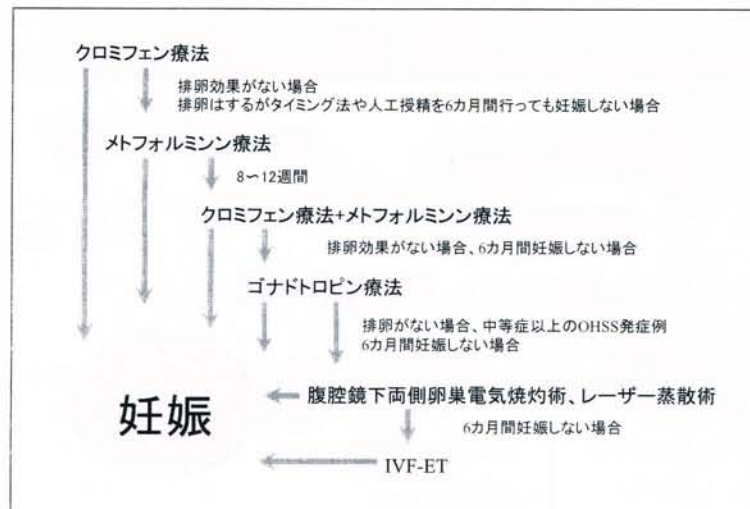 クロミフェン療法
排卵効果がない場合
排卵はするがタイミング法や人工授精を6カ月間行っても妊娠しない場合
メトフォルミンン療法
8〜12週間
クロミフェン療法+メトフォルミンン療法
排卵効果がない場合、6カ月間妊娠しない場合
ゴナドトロピン療法
排卵がない場合、中等症以上のOHSS発症例
6カ月間妊娠しない場合
腹腔鏡下両側卵巣電気焼灼術、レーザー蒸散術
妊娠
6カ月間妊娠しない場合
IVF-ET